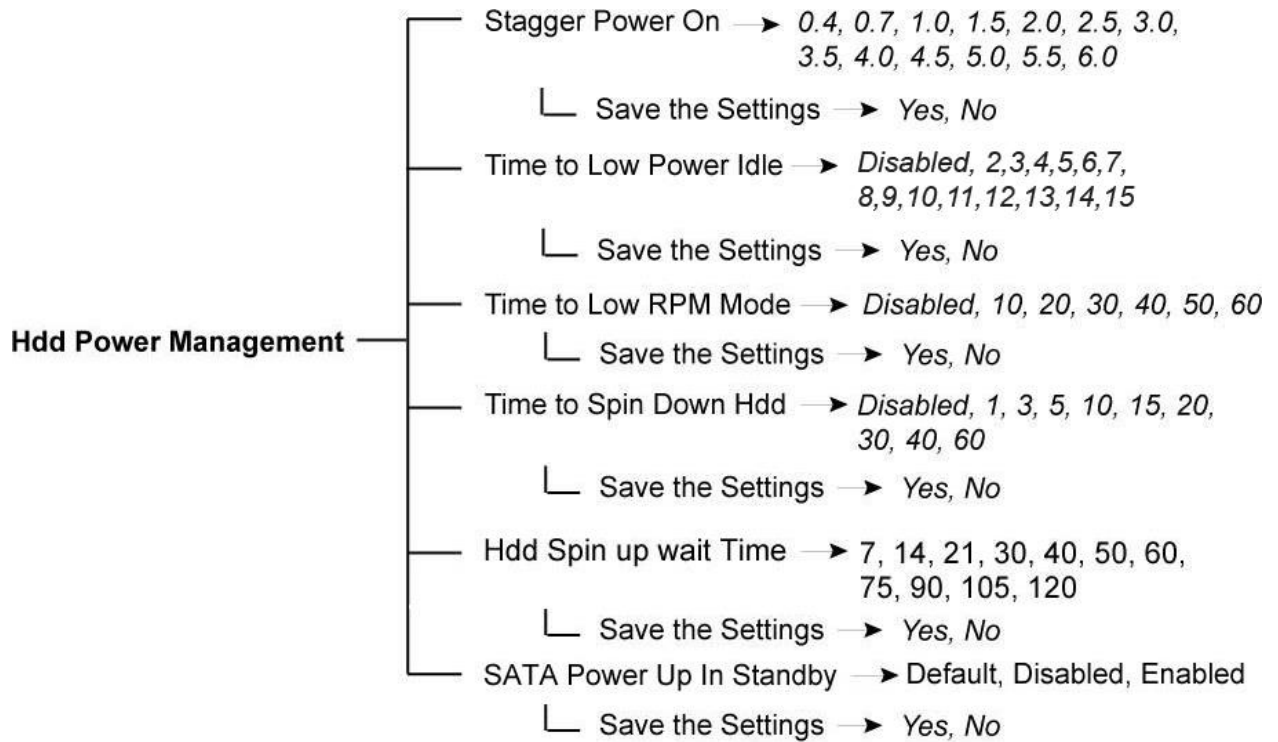 Stagger Power On 0.4, 0.7, 1.0, 1.5, 2.0, 2.5, 3.0,
3.5, 4.0, 4.5, 5.0, 5.5, 6.0
Save the Settings Yes, No
Time to Low Power Idle Disabled, 2,3,4,5,6,7,
8,9,10,11,12,13,14,15
Save the Settings Yes, No
Time to Low RPM Mode Disabled, 10, 20, 30, 40, 50, 60
Hdd Power Management
Save the Settings Yes, No
Time to Spin Down Hdd Disabled, 1, 3, 5, 10, 15, 20,
30, 40, 60
Save the Settings Yes, No
Hdd Spin up wait Time 7, 14, 21, 30, 40, 50, 60,
75, 90, 105, 120
Save the Settings Yes, No
SATA Power Up In Standby Default, Disabled, Enabled
Save the Settings Yes, No